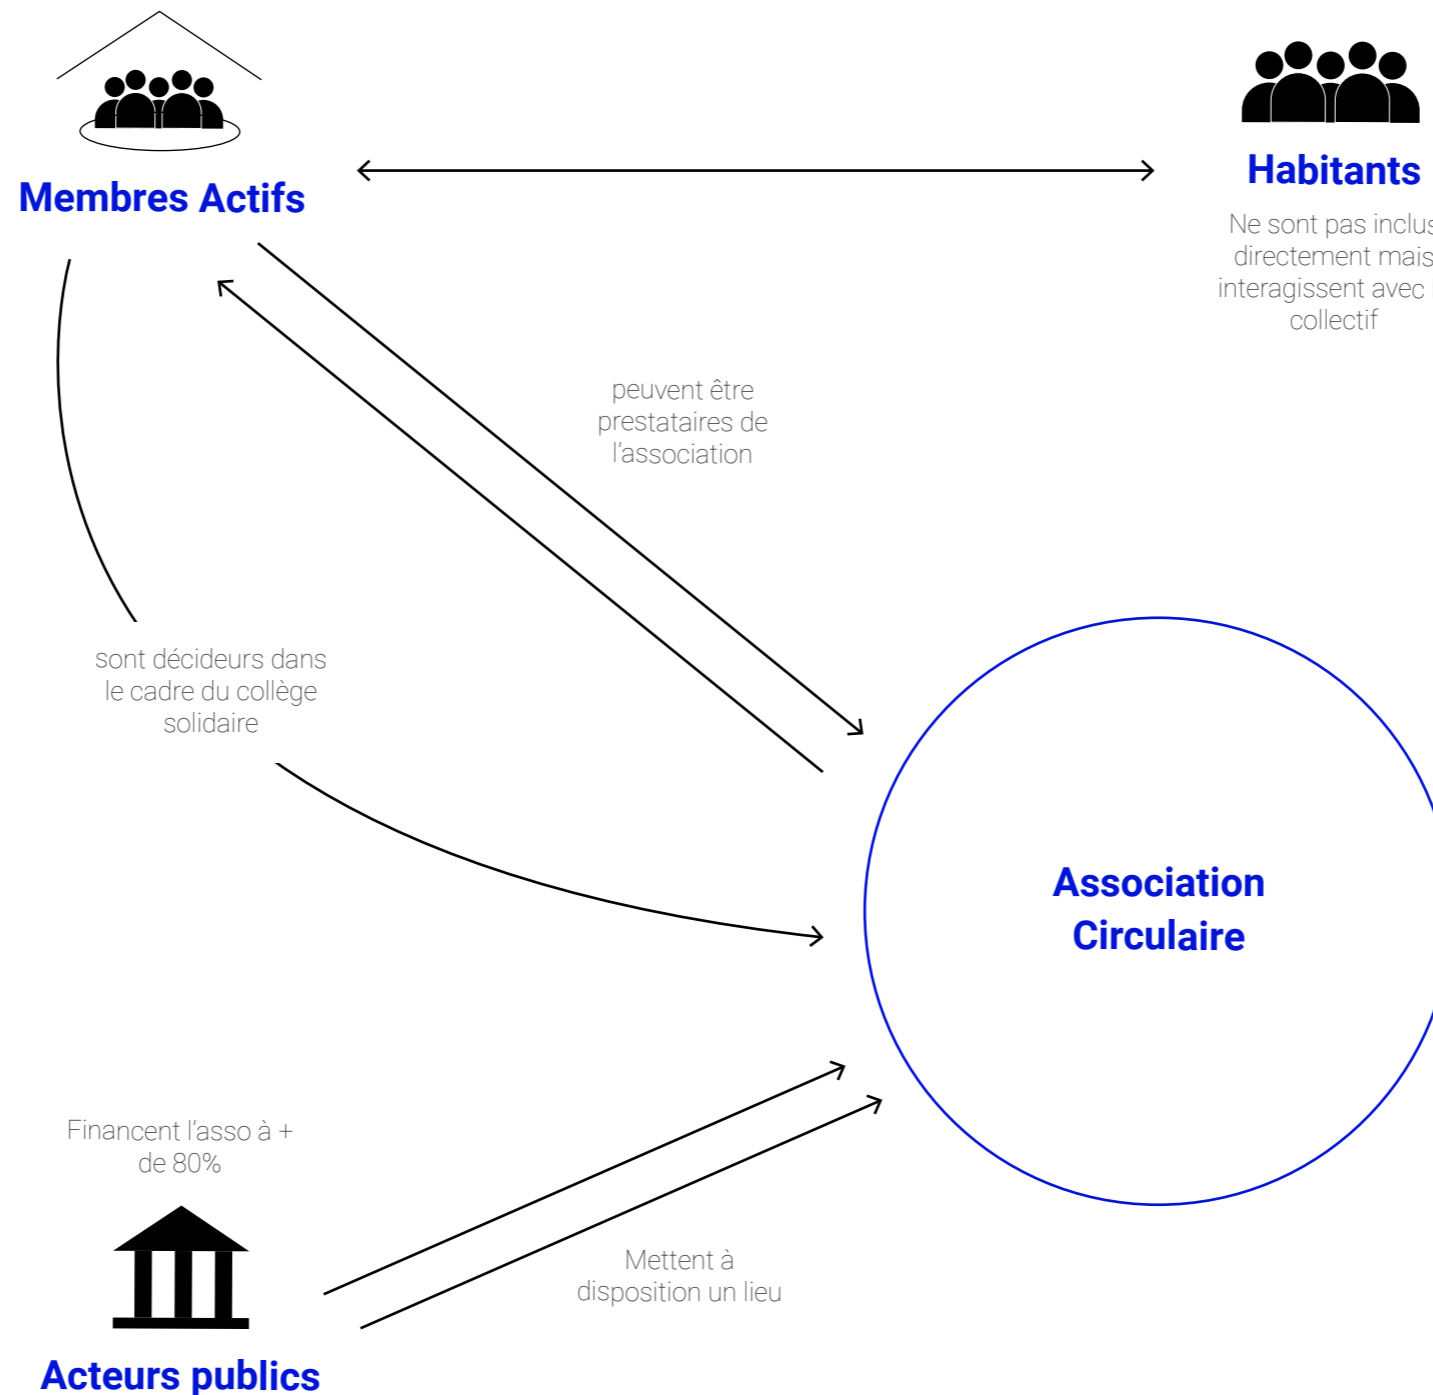 Membres Actifs
Habitants
Ne sont pas inclus
directement mais
interagissent avec
collectif
peuvent être
prestataires de
l'association
sont décideurs dans
le cadre du collège
solidaire
Association
Circulaire
Financent l'asso à +
de 80%
Mettent à
disposition un lieu
Acteurs publics